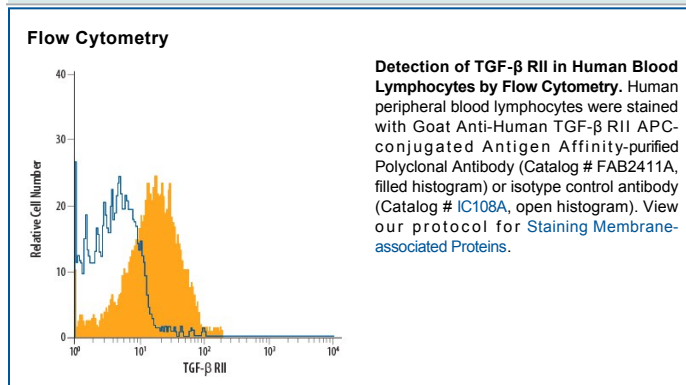 Flow Cytometry
40
30
20
10
0
Relative Cell Number
10⁰ 10¹ 10² 10³ 10⁴
TGF-β RII
Detection of TGF-β RII in Human Blood
Lymphocytes by Flow Cytometry. Human
peripheral blood lymphocytes were stained
with Goat Anti-Human TGF-β RII APC-
conjugated Antigen Affinity-purified
Polyclonal Antibody (Catalog # FAB2411A,
filled histogram) or isotype control antibody
(Catalog # IC108A, open histogram). View
our protocol for Staining Membrane-
associated Proteins.